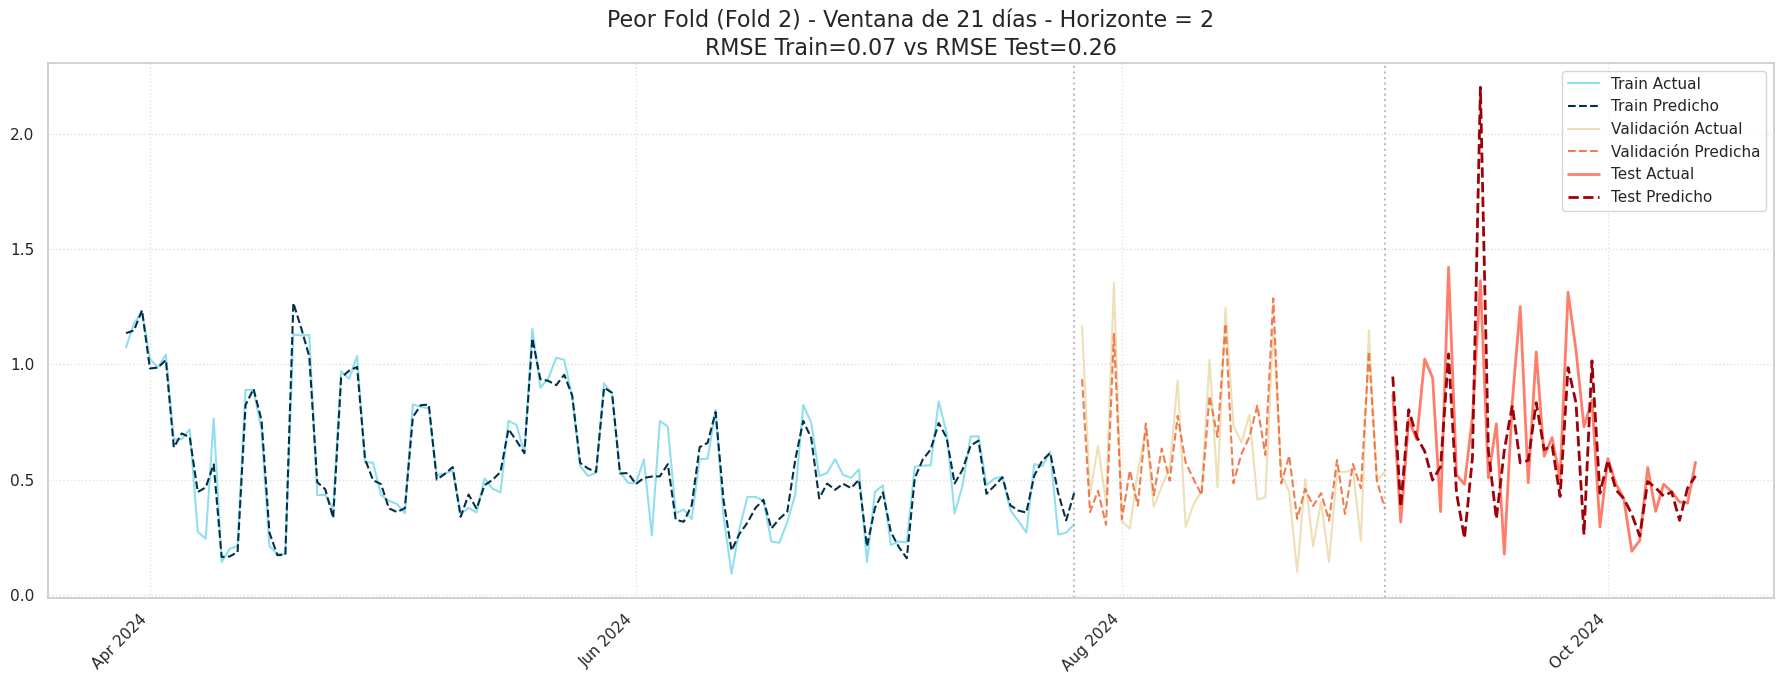 Peor Fold (Fold 2) - Ventana de 21 días - Horizonte = 2
RMSE Train=0.07 vs RMSE Test=0.26
2.0
1.5
1.0
0.5
0.0
Train Actual
Train Predicho
Validación Actual
Validación Predicha
Test Actual
Test Predicho
Apr 2024
Jun 2024
Aug 2024
Oct 2024